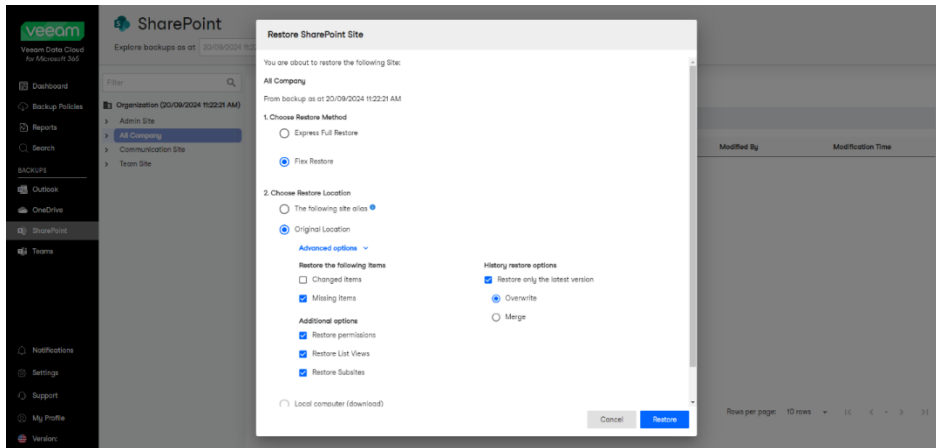 veeam
Veeam Data Cloud
for Microsoft 365
Dashboard
Backup Policies
Reports
Search
BACKUPS
Outlook
OneDrive
SharePoint
Teams
Notifications
Settings
Support
My Profile
Version:
SharePoint
Explore backups as at 20/09/2024 11:22
Filter
Organization (20/09/2024 11:22:21 AM)
Admin Site
All Company
Communication Site
Team Site
Restore SharePoint Site
You are about to restore the following Site:
All Company
From backup as at 20/09/2024 11:22:21 AM
1. Choose Restore Method
Express Full Restore
Flex Restore
2. Choose Restore Location
The following site alias
Original Location
Advanced options
Restore the following items
Changed items
Missing items
Additional options
Restore permissions
Restore List Views
Restore Subsites
History restore options
Restore only the latest version
Overwrite
Merge
Local computer (download)
Cancel
Restore
Modified By
Modification Time
Rows per page: 10 rows